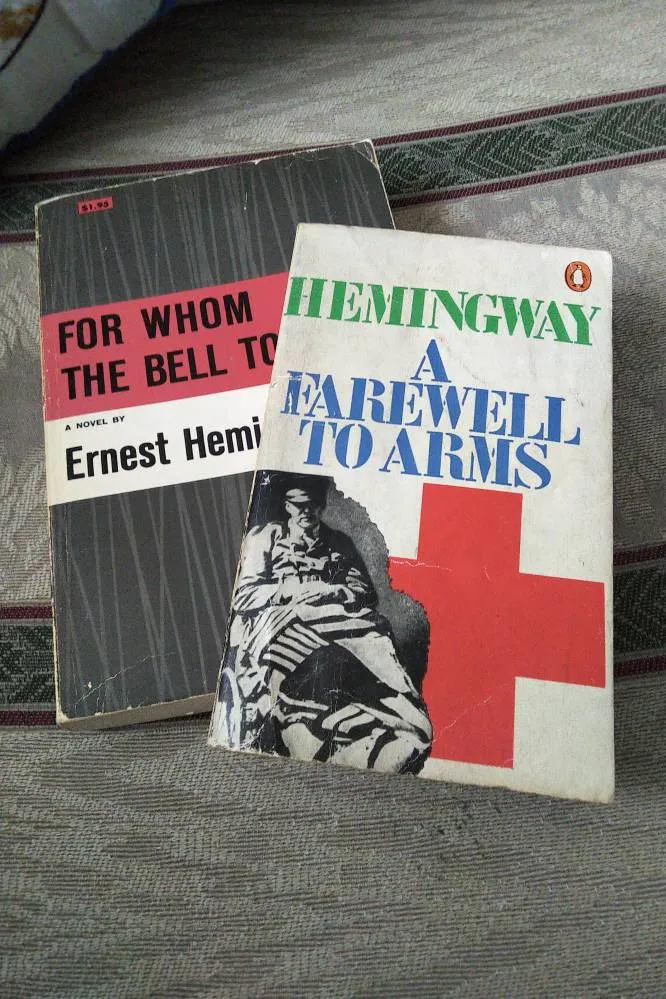 $1.95
FOR WHOM
THE BELL TO
A NOVEL BY
Ernest Hemi
HEMINGWAY
A
FAREWELL
TO ARMS